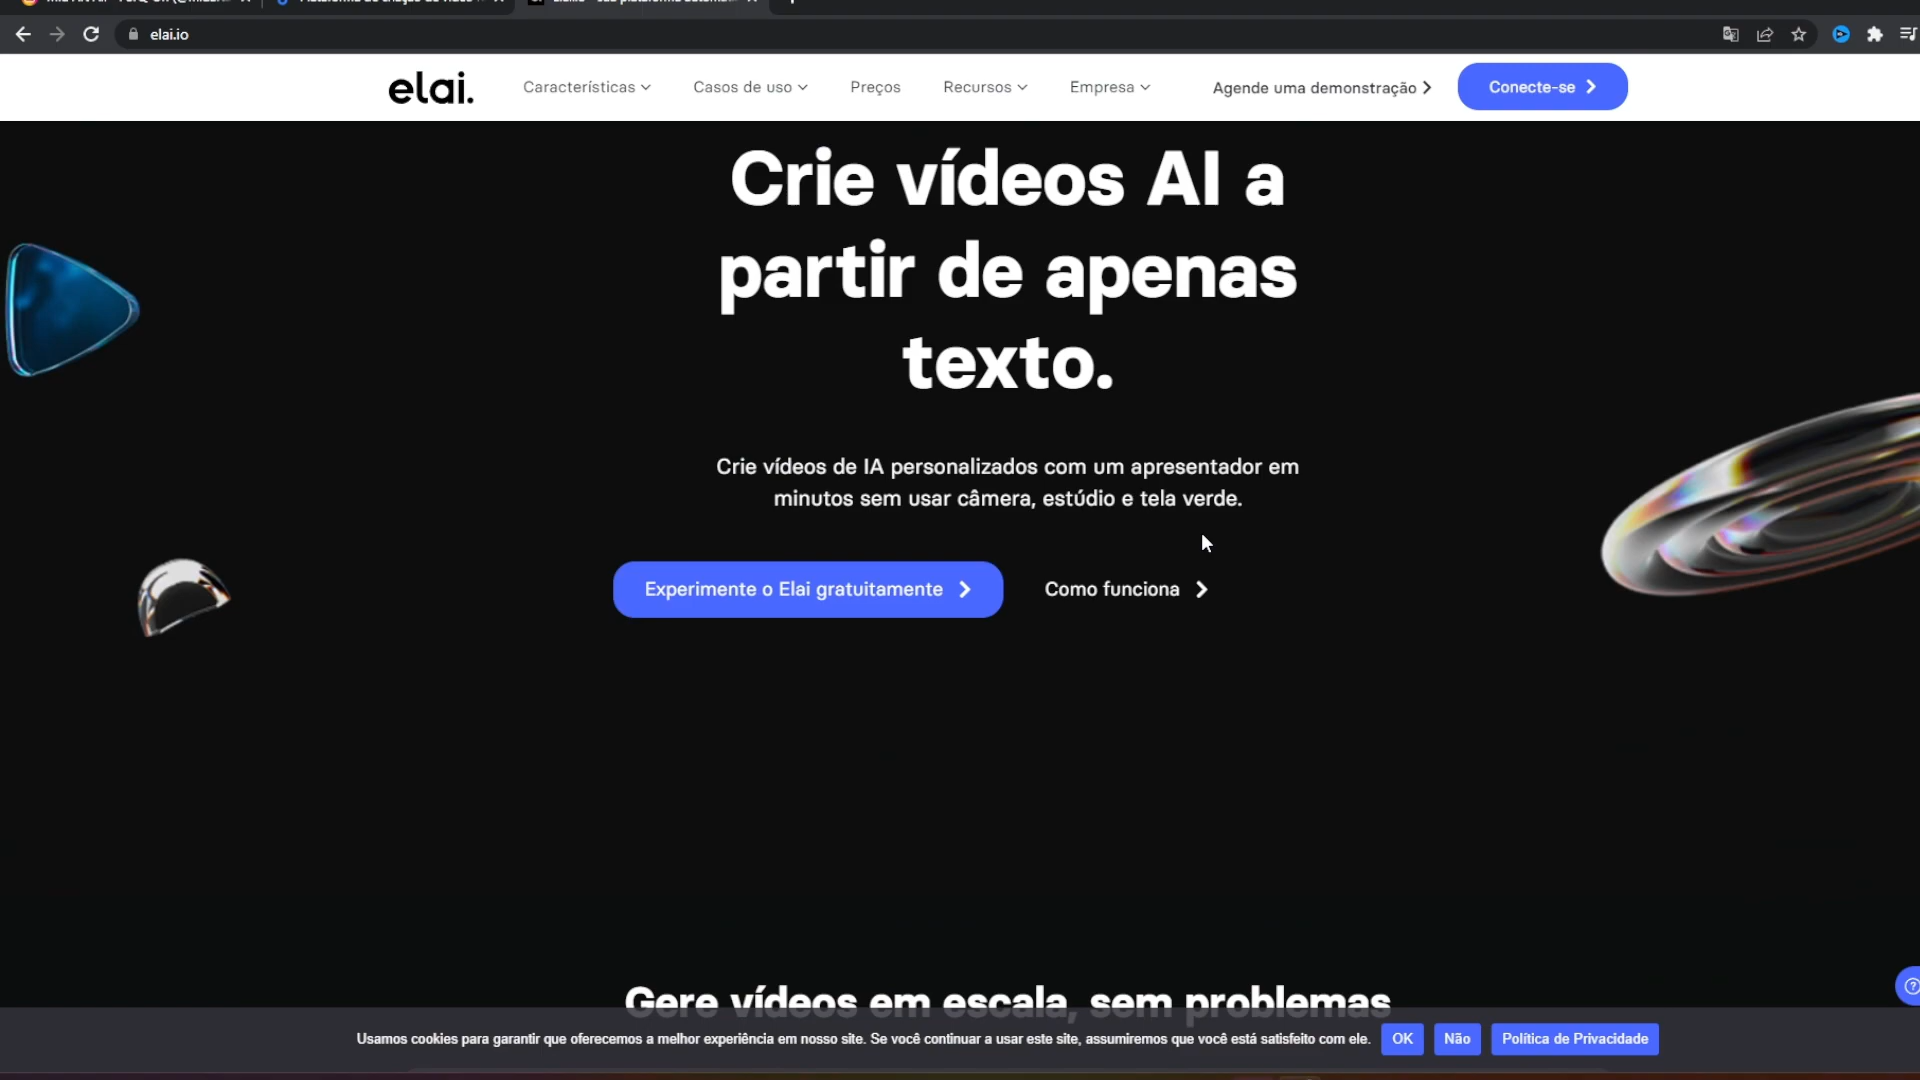 elai.io
elai.
Características
Casos de uso
Preços
Recursos
Empresa
Agende uma demonstração
Conecte-se
Crie vídeos AI a
partir de apenas
texto.
Crie vídeos de IA personalizados com um apresentador em
minutos sem usar câmera, estúdio e tela verde.
Experimente o Elai gratuitamente
Como funciona
Gere vídeos em escala, sem problemas
Usamos cookies para garantir que oferecemos a melhor experiência em nosso site. Se você continuar a usar este site, assumiremos que você está satisfeito com ele.
OK
Não
Política de Privacidade